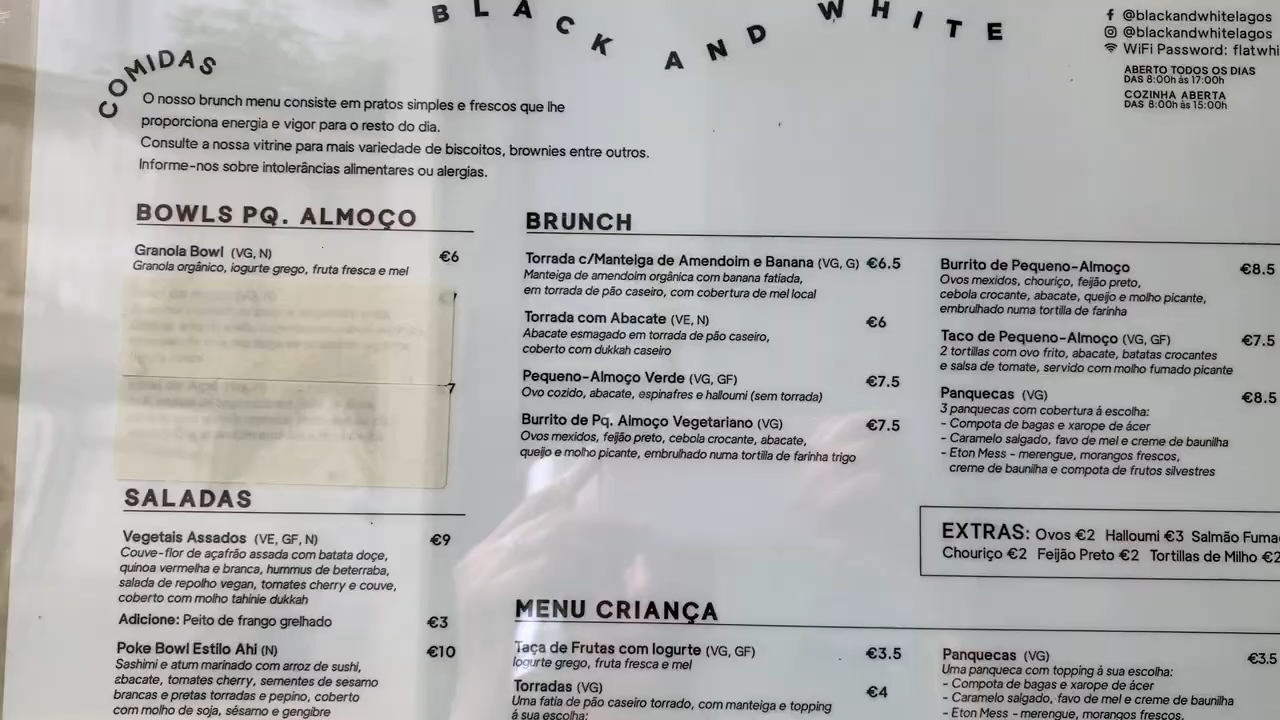 BLACK AND WHITE
@blackandwhitelagos
@blackandwhitelagos
WiFi Password: flatwhi
ABERTO TODOS OS DIAS
DAS 8:00h às 17:00h
COZINHA ABERTA
DAS 8:00h às 15:00h
COMIDAS
O nosso brunch menu consiste em pratos simples e frescos que lhe
proporciona energia e vigor para o resto do dia.
Consulte a nossa vitrine para mais variedade de biscoitos, brownies entre outros.
Informe-nos sobre intolerâncias alimentares ou alergias.
BOWLS PQ. ALMOÇO
Granola Bowl (VG, N) €6
Granola orgânico, iogurte grego, fruta fresca e mel
SALADAS
Vegetais Assados (VE, GF, N) €9
Couve-flor de açafrão assada com batata doçe,
quinoa vermelha e branca, hummus de beterraba,
salada de repolho vegan, tomates cherry e couve,
coberto com molho tahinie dukkah
Adicione: Peito de frango grelhado €3
Poke Bowl Estilo Ahi (N) €10
Sashimi e atum marinado com arroz de sushi,
abacate, tomates cherry, sementes de sesamo
brancas e pretas torradas e pepino, coberto
com molho de soja, sésamo e gengibre
BRUNCH
Torrada c/Manteiga de Amendoim e Banana (VG, G) €6.5
Manteiga de amendoim orgânica com banana fatiada,
em torrada de pão caseiro, com cobertura de mel local
Torrada com Abacate (VE, N) €6
Abacate esmagado em torrada de pão caseiro,
coberto com dukkah caseiro
Pequeno-Almoço Verde (VG, GF) €7.5
Ovo cozido, abacate, espinafres e halloumi (sem torrada)
Burrito de Pq. Almoço Vegetariano (VG) €7.5
Ovos mexidos, feijão preto, cebola crocante, abacate,
queijo e molho picante, embrulhado numa tortilla de farinha trigo
Burrito de Pequeno-Almoço €8.5
Ovos mexidos, chouriço, feijão preto,
cebola crocante, abacate, queijo e molho picante,
embrulhado numa tortilla de farinha
Taco de Pequeno-Almoço (VG, GF) €7.5
2 tortillas com ovo frito, abacate, batatas crocantes
e salsa de tomate, servido com molho fumado picante
Panquecas (VG) €8.5
3 panquecas com cobertura á escolha:
- Compota de bagas e xarope de ácer
- Caramelo salgado, favo de mel e creme de baunilha
- Eton Mess - merengue, morangos frescos,
creme de baunilha e compota de frutos silvestres
EXTRAS: Ovos €2 Halloumi €3 Salmão Fuma
Chouriço €2 Feijão Preto €2 Tortillas de Milho €2
MENU CRIANÇA
Taça de Frutas com Iogurte (VG, GF) €3.5
Iogurte grego, fruta fresca e mel
Torradas (VG) €4
Uma fatia de pão caseiro torrado, com manteiga e topping
á sua escolha:
Panquecas (VG) €3.5
Uma panqueca com topping á sua escolha:
- Compota de bagas e xarope de ácer
- Caramelo salgado, favo de mel e creme de baunilha
- Eton Mess - merengue, morangos frescos,